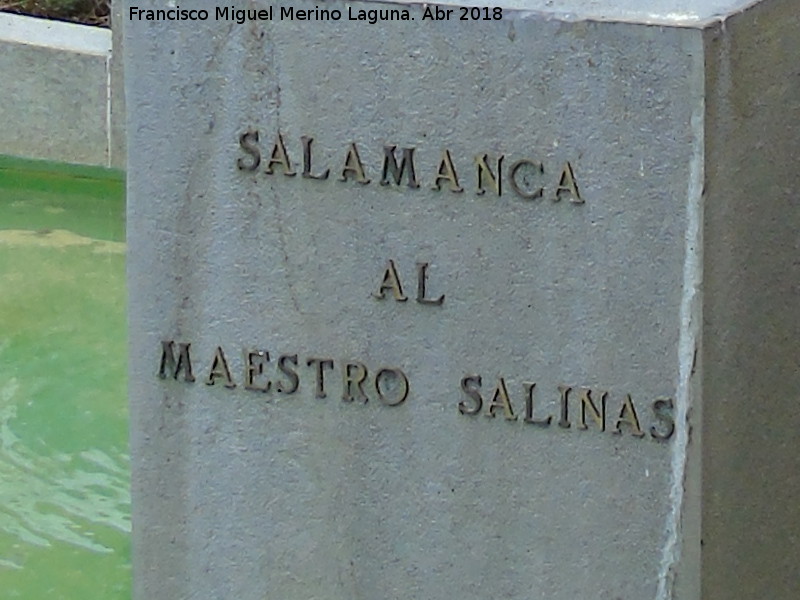 Francisco Miguel Merino Laguna. Abr 2018
SALAMANCA
AL
MAESTRO SALINAS